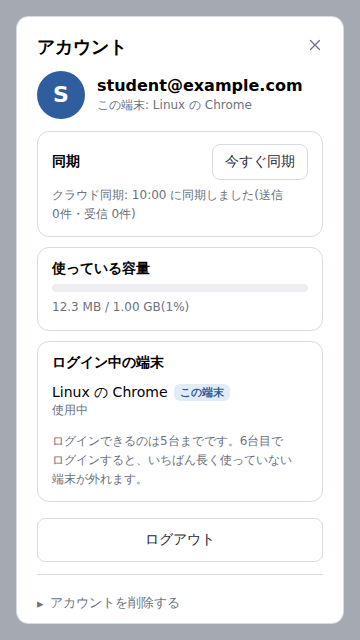 アカウント
S
student@example.com
この端末: Linux の Chrome
同期
今すぐ同期
クラウド同期: 10:00 に同期しました(送信
0件・受信 0件)
使っている容量
12.3 MB / 1.00 GB(1%)
ログイン中の端末
Linux の Chrome この端末
使用中
ログインできるのは5台までです。6台目で
ログインすると、いちばん長く使っていない
端末が外れます。
ログアウト
アカウントを削除する